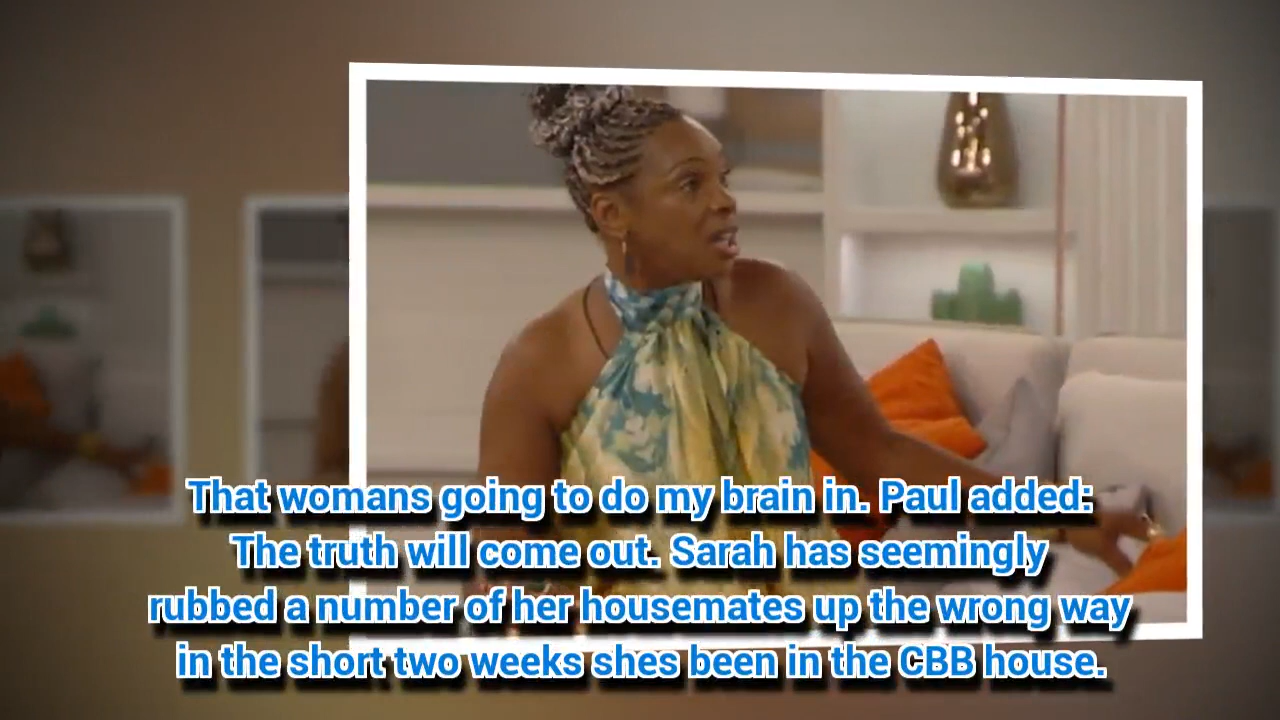 That womans going to do my brain in. Paul added:
The truth will come out. Sarah has seemingly
rubbed a number of her housemates up the wrong way
in the short two weeks shes been in the CBB house.